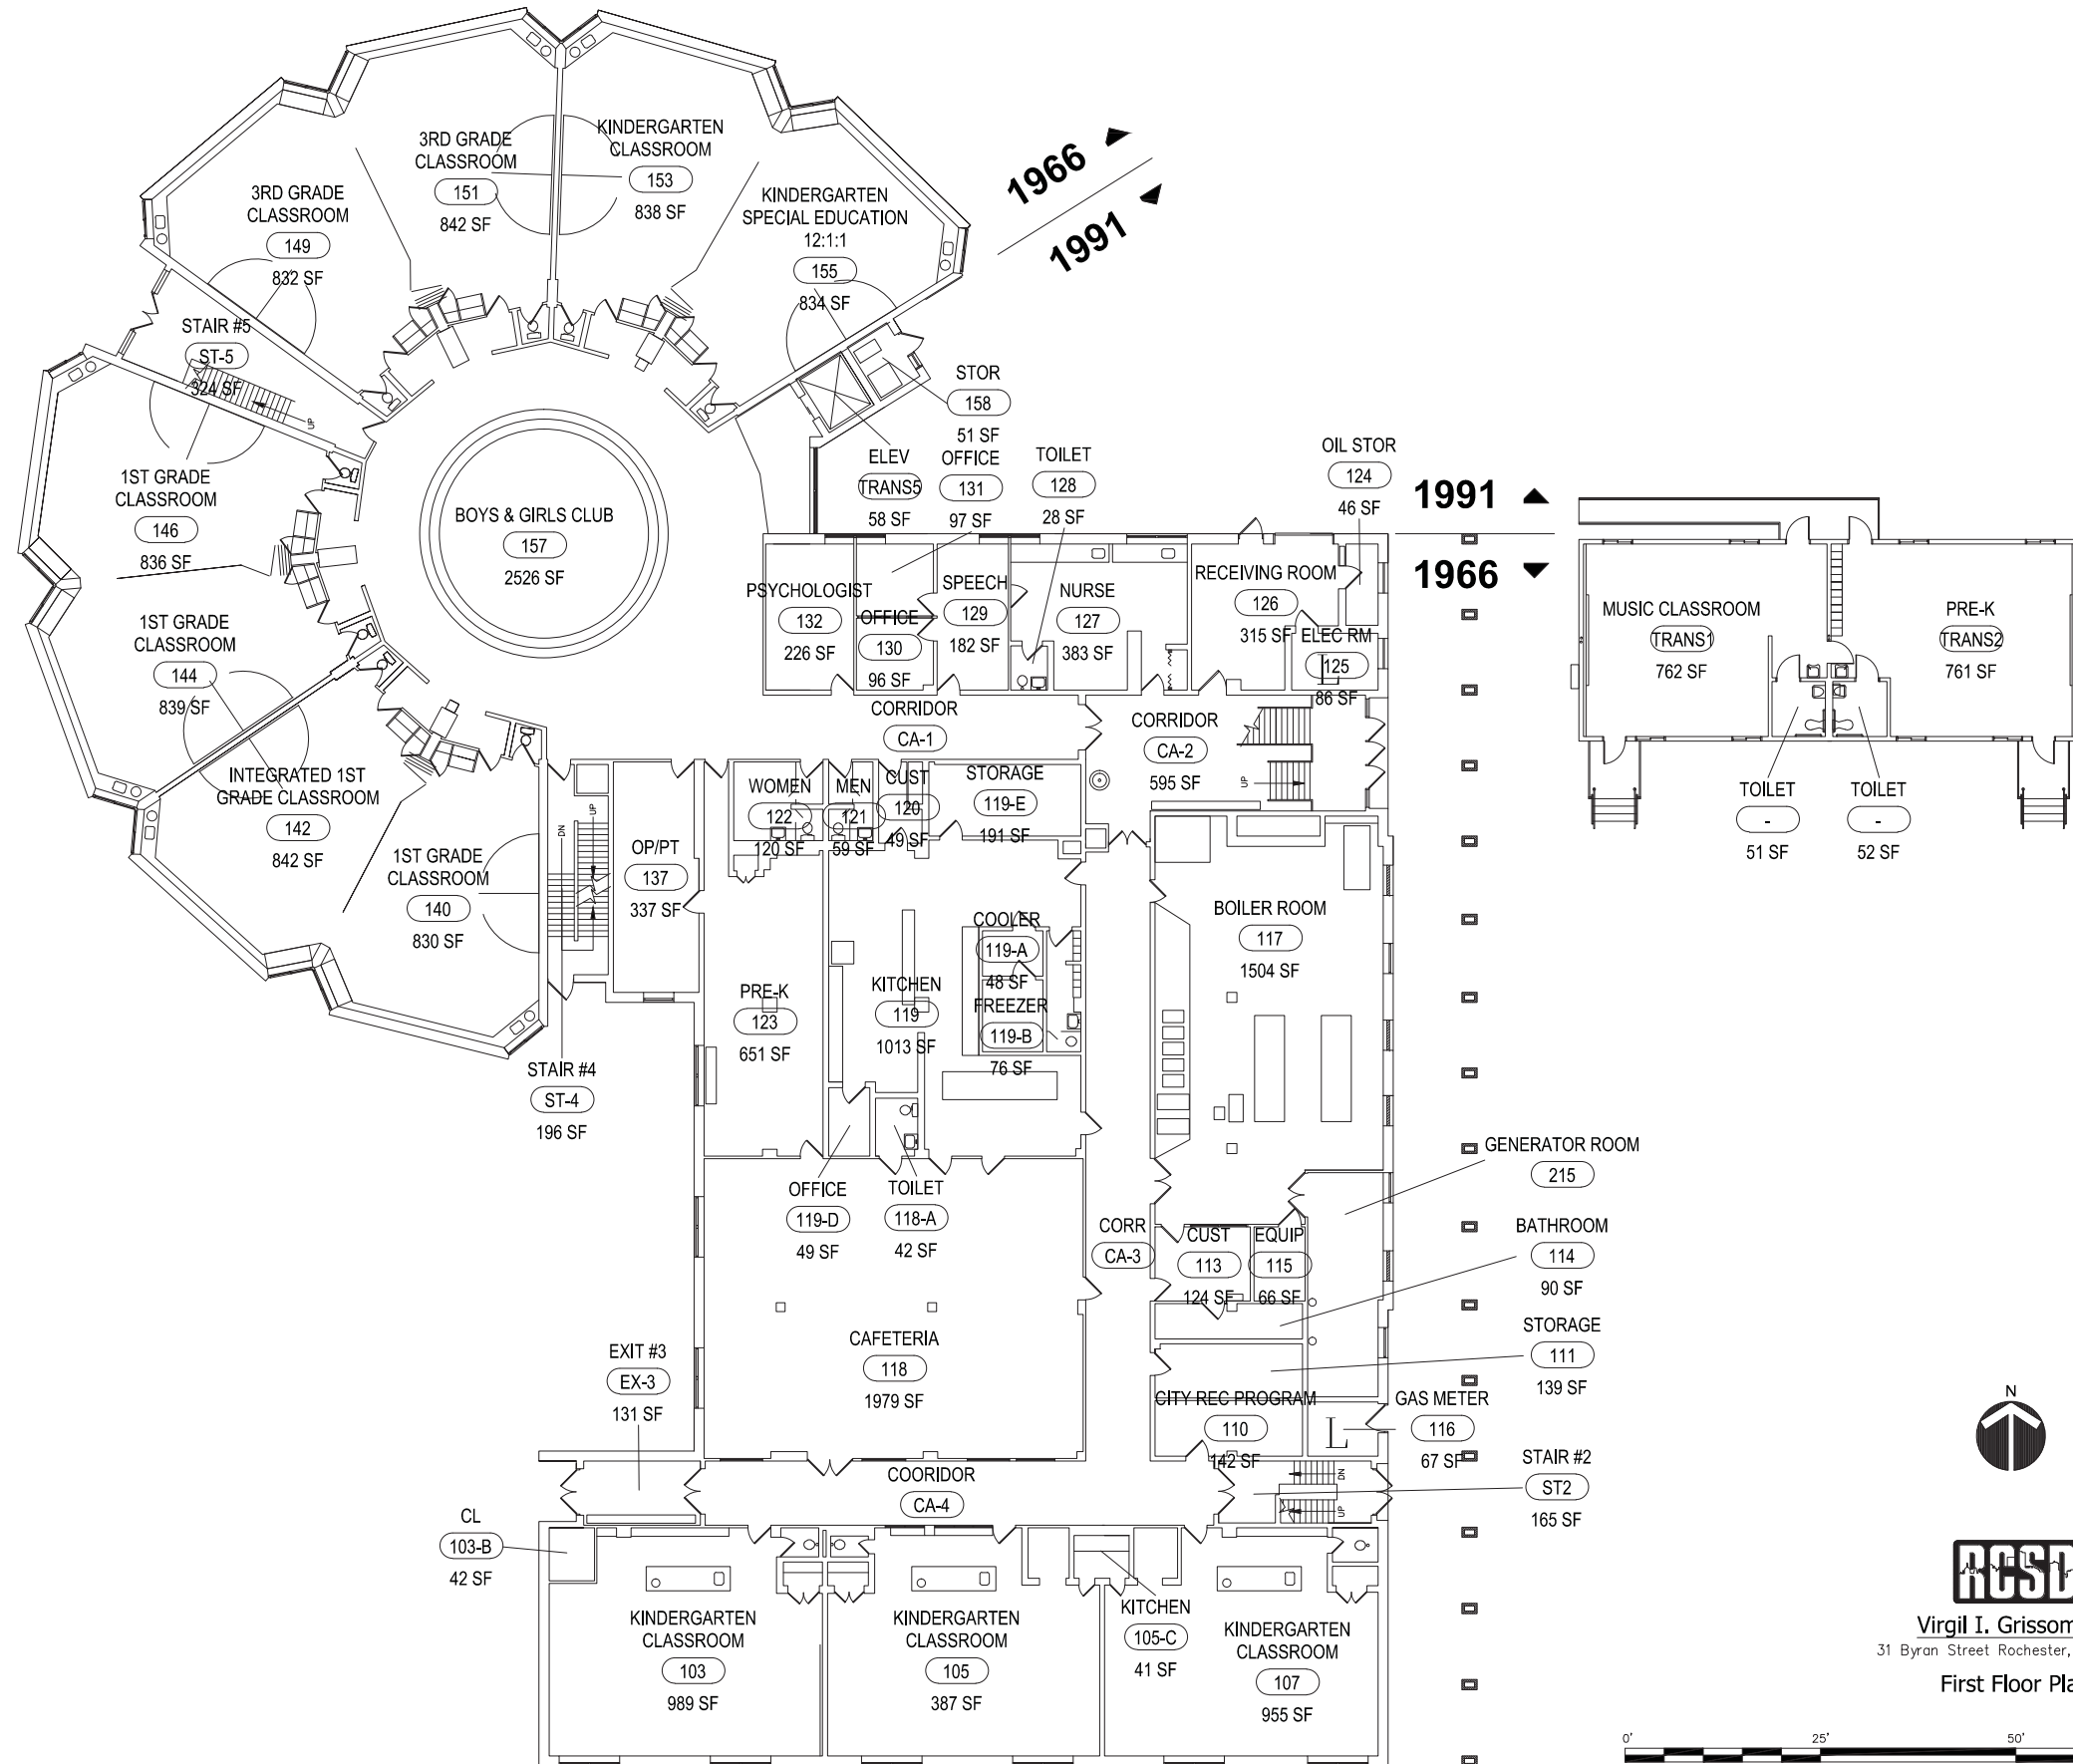 3RD GRADE
CLASSROOM
151
842 SF
KINDERGARTEN
CLASSROOM
153
838 SF
3RD GRADE
CLASSROOM
149
832 SF
KINDERGARTEN
SPECIAL EDUCATION
12:1:1
155
834 SF
1966
1991
STAIR #5
ST-5
324 SF
UP
1ST GRADE
CLASSROOM
146
836 SF
BOYS & GIRLS CLUB
157
2526 SF
STOR
158
51 SF
ELEV
TRANS5
58 SF
OFFICE
131
97 SF
TOILET
128
28 SF
OIL STOR
124
46 SF
1991
1966
PSYCHOLOGIST
132
226 SF
OFFICE
130
96 SF
SPEECH
129
182 SF
NURSE
127
383 SF
RECEIVING ROOM
126
315 SF
ELEC RM
125
86 SF
L
MUSIC CLASSROOM
TRANS1
762 SF
PRE-K
TRANS2
761 SF
TOILET
-
51 SF
TOILET
-
52 SF
1ST GRADE
CLASSROOM
144
839 SF
INTEGRATED 1ST
GRADE CLASSROOM
142
842 SF
1ST GRADE
CLASSROOM
140
830 SF
CORRIDOR
CA-1
CORRIDOR
CA-2
595 SF
UP
DN
UP
OP/PT
137
337 SF
WOMEN
122
120 SF
MEN
121
59 SF
CUST
120
49 SF
STORAGE
119-E
191 SF
BOILER ROOM
117
1504 SF
COOLER
119-A
48 SF
PRE-K
123
651 SF
KITCHEN
119
1013 SF
FREEZER
119-B
76 SF
STAIR #4
ST-4
196 SF
OFFICE
119-D
49 SF
TOILET
118-A
42 SF
CORR
CA-3
CUST
113
124 SF
EQUIP
115
66 SF
GENERATOR ROOM
215
BATHROOM
114
90 SF
STORAGE
111
139 SF
CAFETERIA
118
1979 SF
EXIT #3
EX-3
131 SF
CITY REC PROGRAM
110
142 SF
L
GAS METER
116
67 SF
STAIR #2
ST2
165 SF
DN
UP
COORIDOR
CA-4
CL
103-B
42 SF
KINDERGARTEN
CLASSROOM
103
989 SF
KINDERGARTEN
CLASSROOM
105
387 SF
KITCHEN
105-C
41 SF
KINDERGARTEN
CLASSROOM
107
955 SF
N
RCSD
Virgil I. Grissom
31 Byran Street Rochester,
First Floor Pla
0' 25' 50'